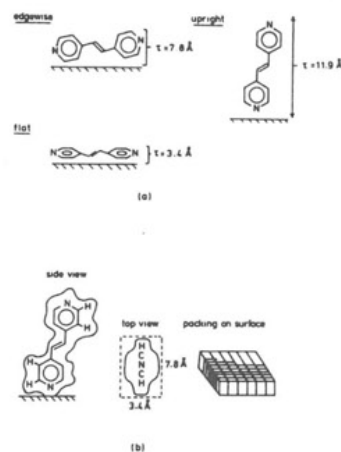 edgewise
N
N
τ = 7.8 Å
upright
N
N
τ = 11.9 Å
flat
N
N
τ = 3.4 Å
(a)
side view
top view
packing on surface
N
H
H
H
H
N
H
C
N
C
H
7.8 Å
3.4 Å
(b)